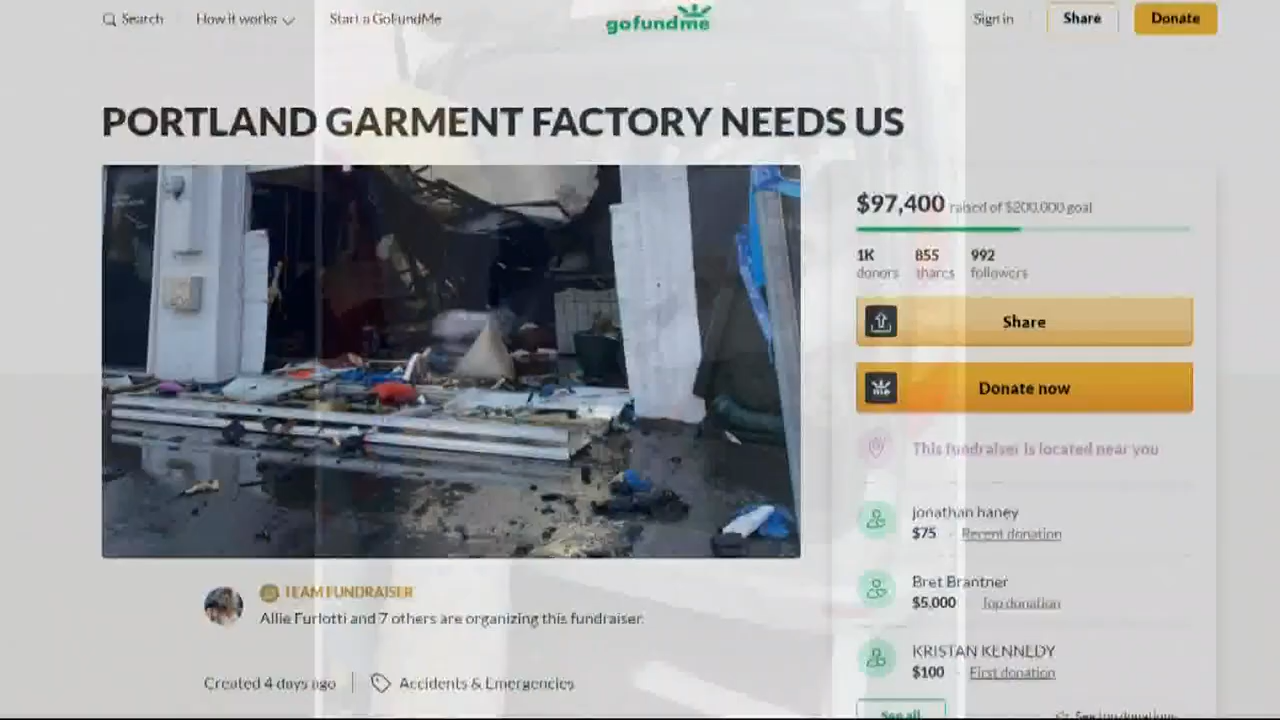 Search How it works Start a GoFundMe gofundme Sign in Share Donate
PORTLAND GARMENT FACTORY NEEDS US
$97,400 raised of $200,000 goal
1K 855 992
donors shares followers
Share
me Donate now
This fundraiser is located near you
jonathan haney
$75 Recent donation
Bret Brantner
$5,000 Top donation
KRISTAN KENNEDY
$100 First donation
See all
TEAM FUNDRAISER
Allie Furlotti and 7 others are organizing this fundraiser.
Created 4 days ago Accidents & Emergencies